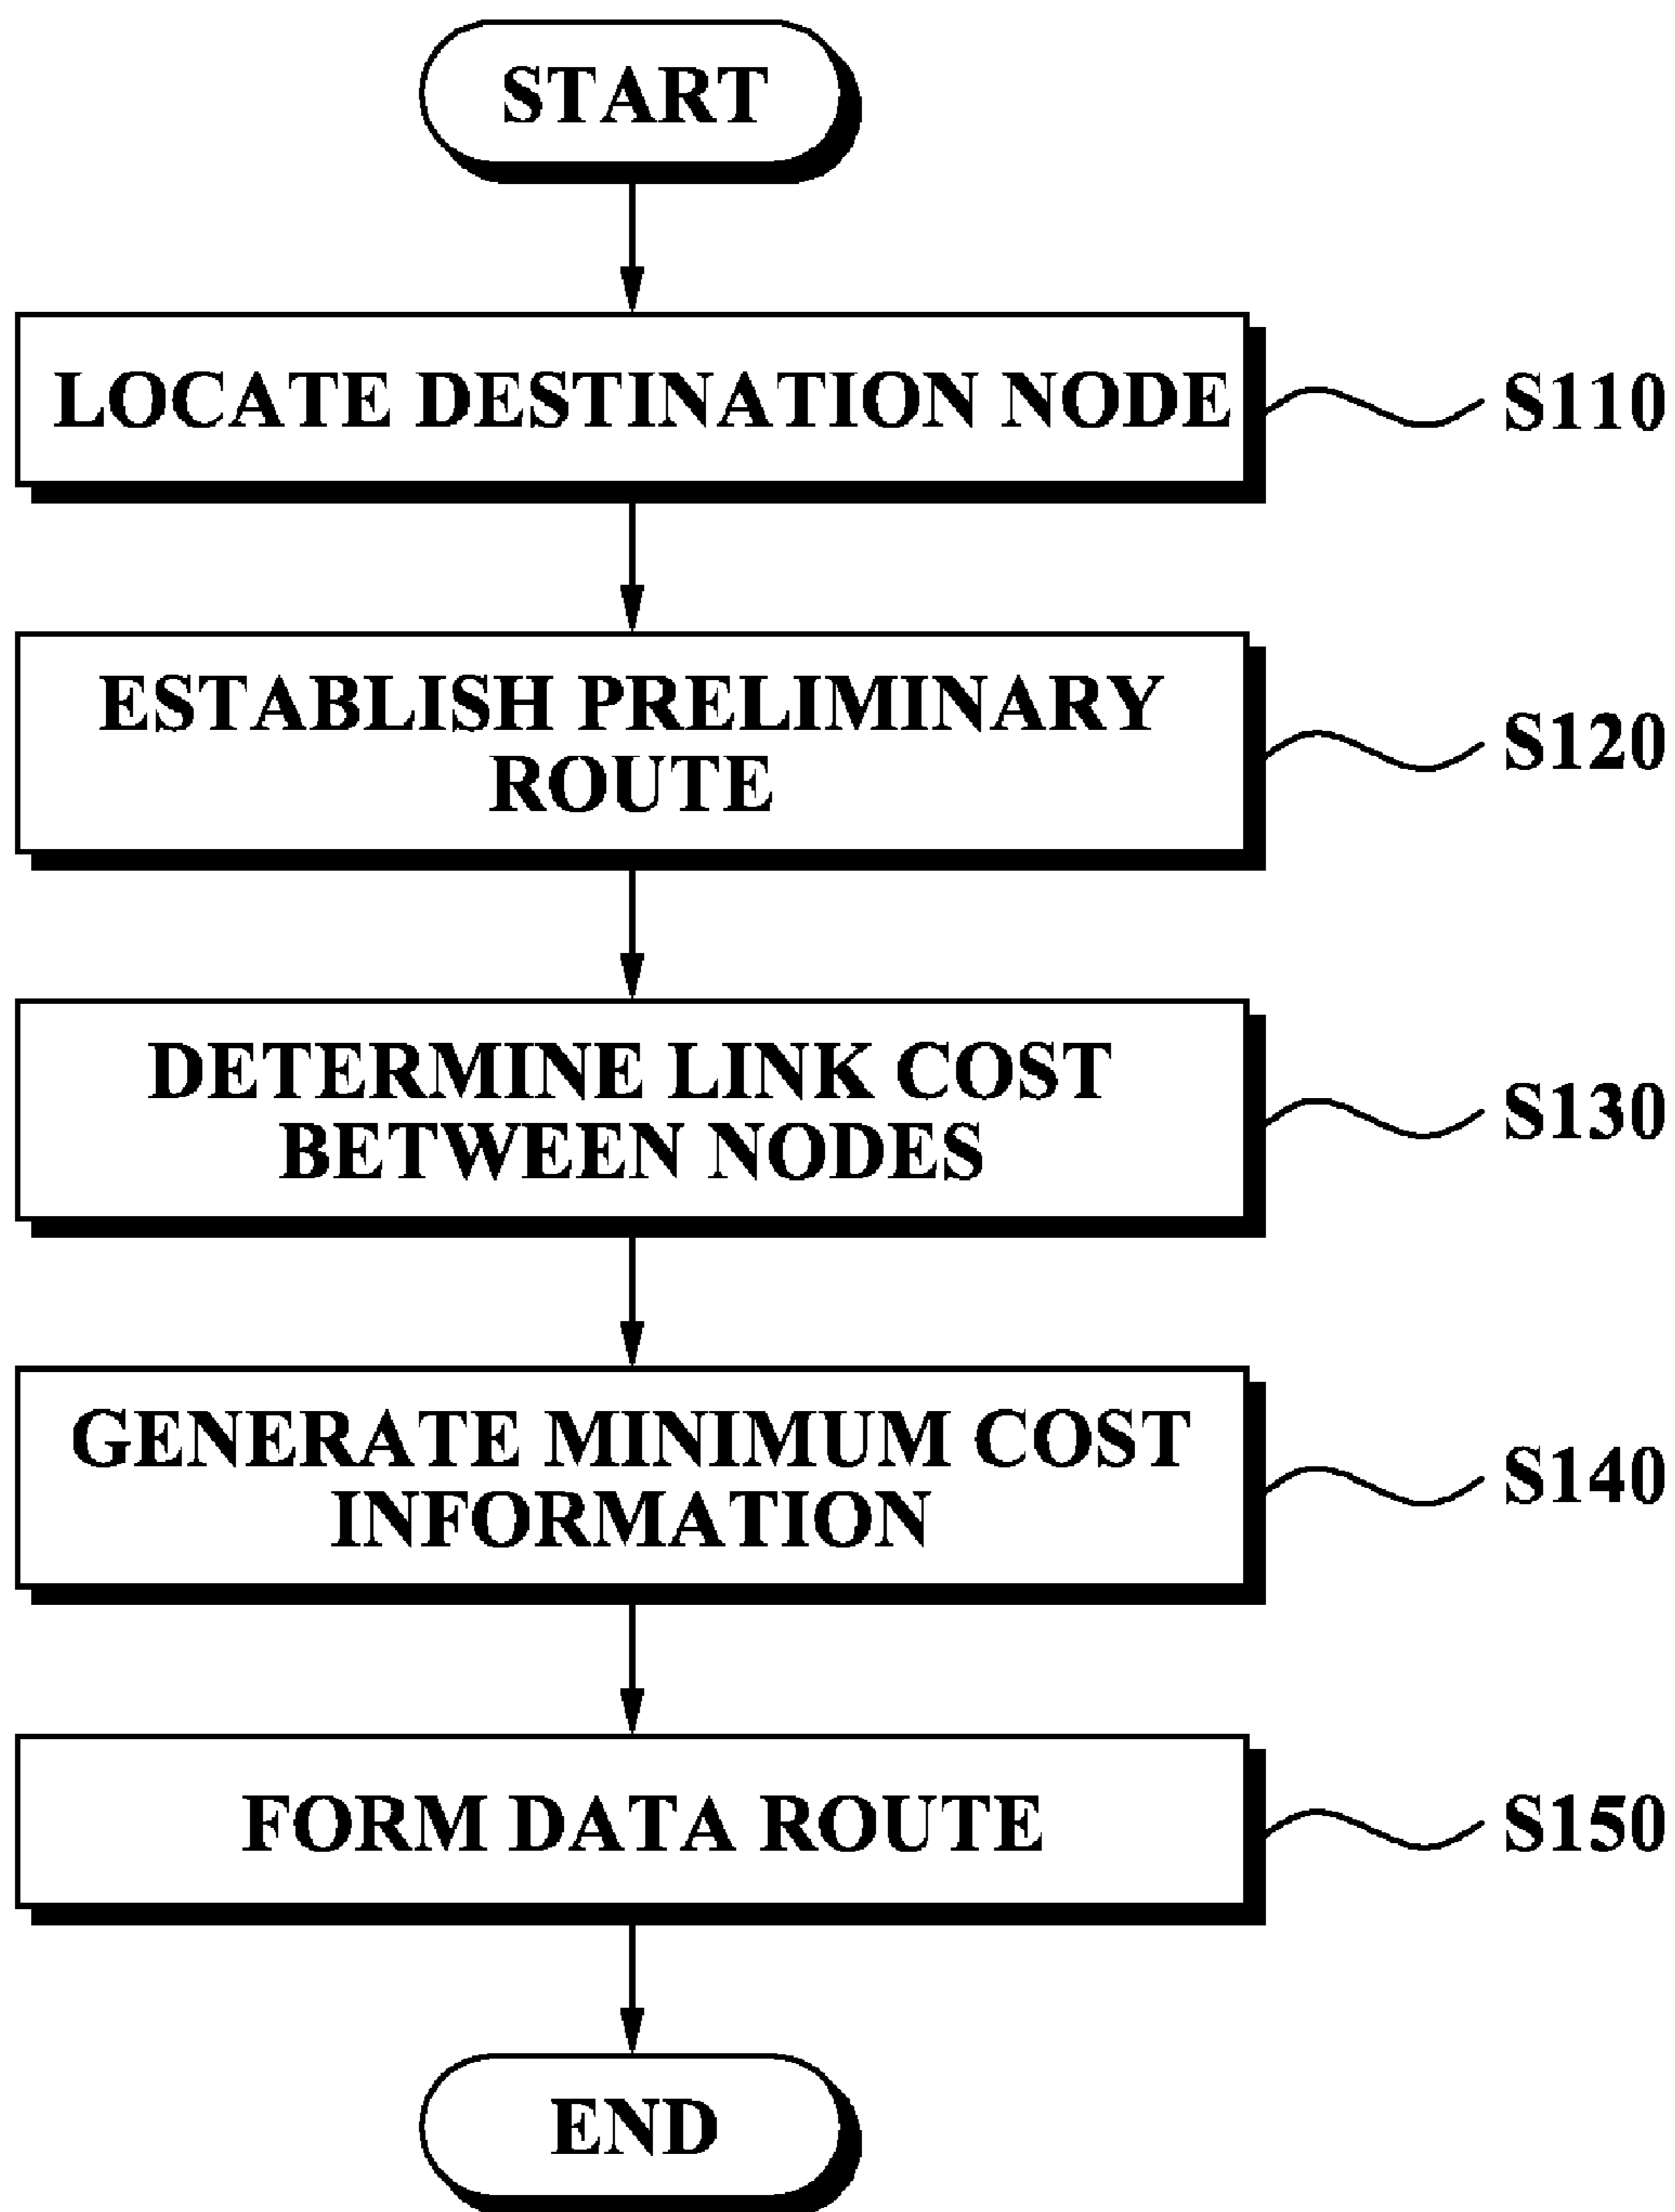 START
LOCATE DESTINATION NODE
S110
ESTABLISH PRELIMINARY
ROUTE
S120
DETERMINE LINK COST
BETWEEN NODES
S130
GENERATE MINIMUM COST
INFORMATION
S140
FORM DATA ROUTE
S150
END